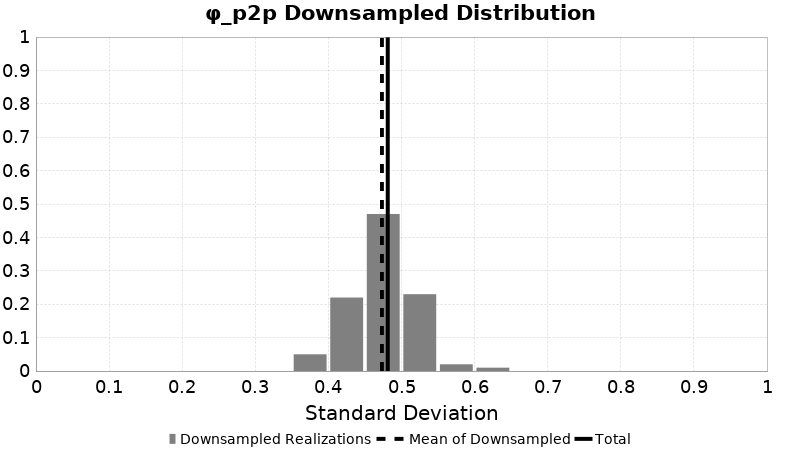 φ_p2p Downsampled Distribution
1
0.9
0.8
0.7
0.6
0.5
0.4
0.3
0.2
0.1
0
0 0.1 0.2 0.3 0.4 0.5 0.6 0.7 0.8 0.9 1
Standard Deviation
Downsampled Realizations Mean of Downsampled Total